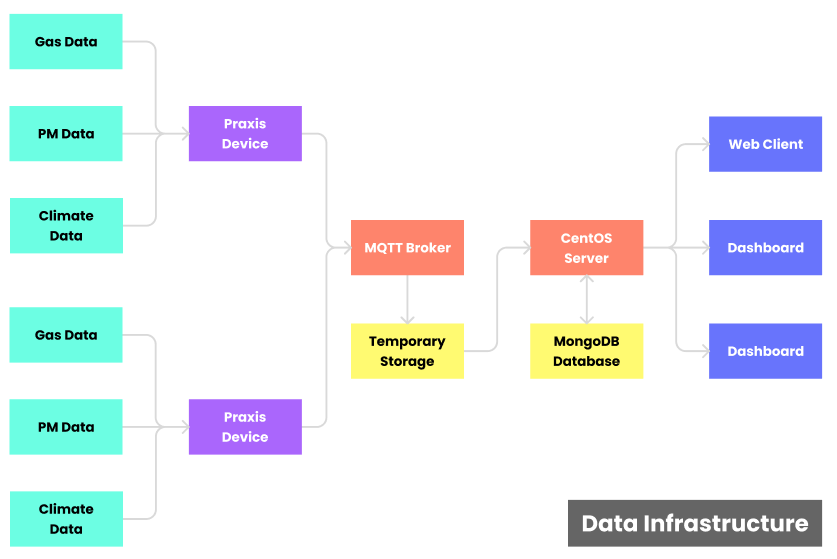 Gas Data
PM Data
Climate
Data
Praxis
Device
Gas Data
PM Data
Climate
Data
Praxis
Device
MQTT Broker
Temporary
Storage
CentOS
Server
MongoDB
Database
Web Client
Dashboard
Dashboard
Data Infrastructure